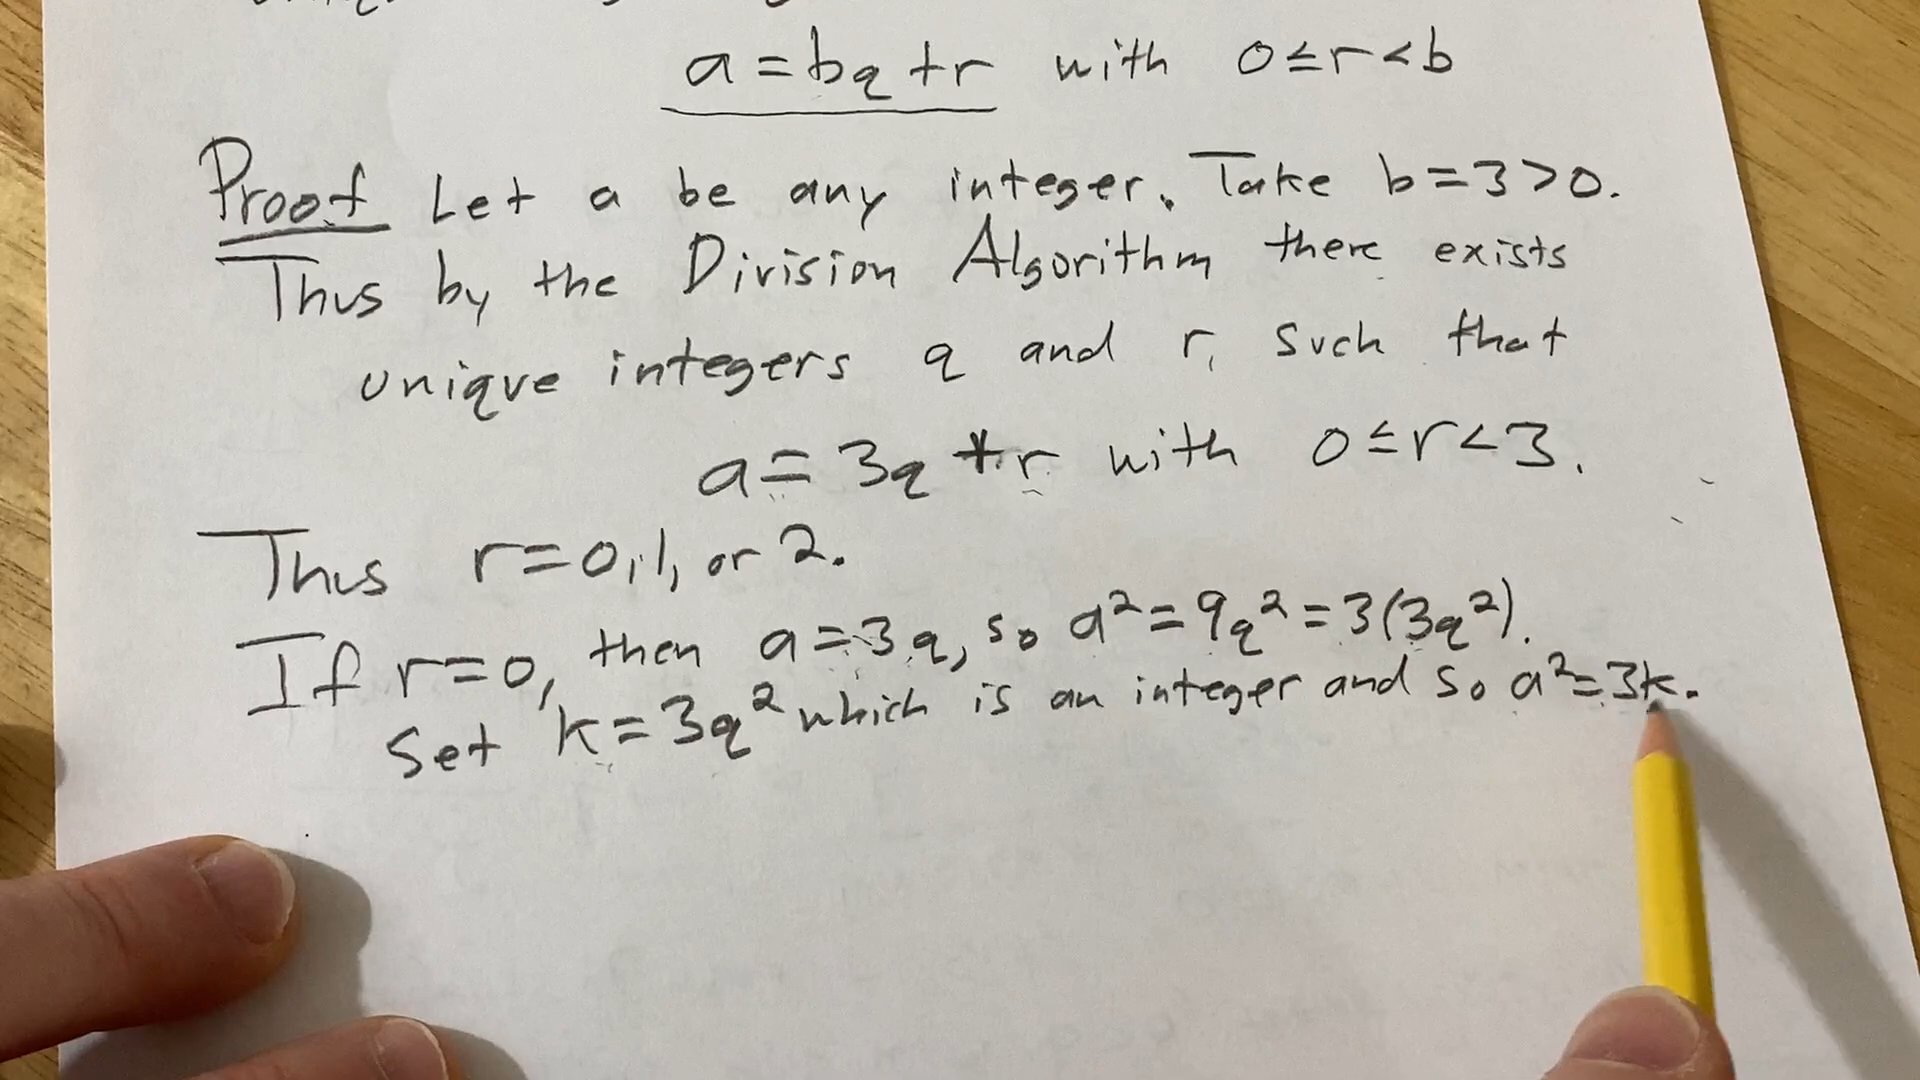 a = bq + r with 0 ≤ r < b
Proof Let a be any integer. Take b = 3 > 0.
Thus by the Division Algorithm there exists
unique integers q and r, such that
a = 3q + r with 0 ≤ r < 3.
Thus r = 0, 1, or 2.
If r = 0, then a = 3q, so a² = 9q² = 3(3q²).
Set k = 3q² which is an integer and so a² = 3k.